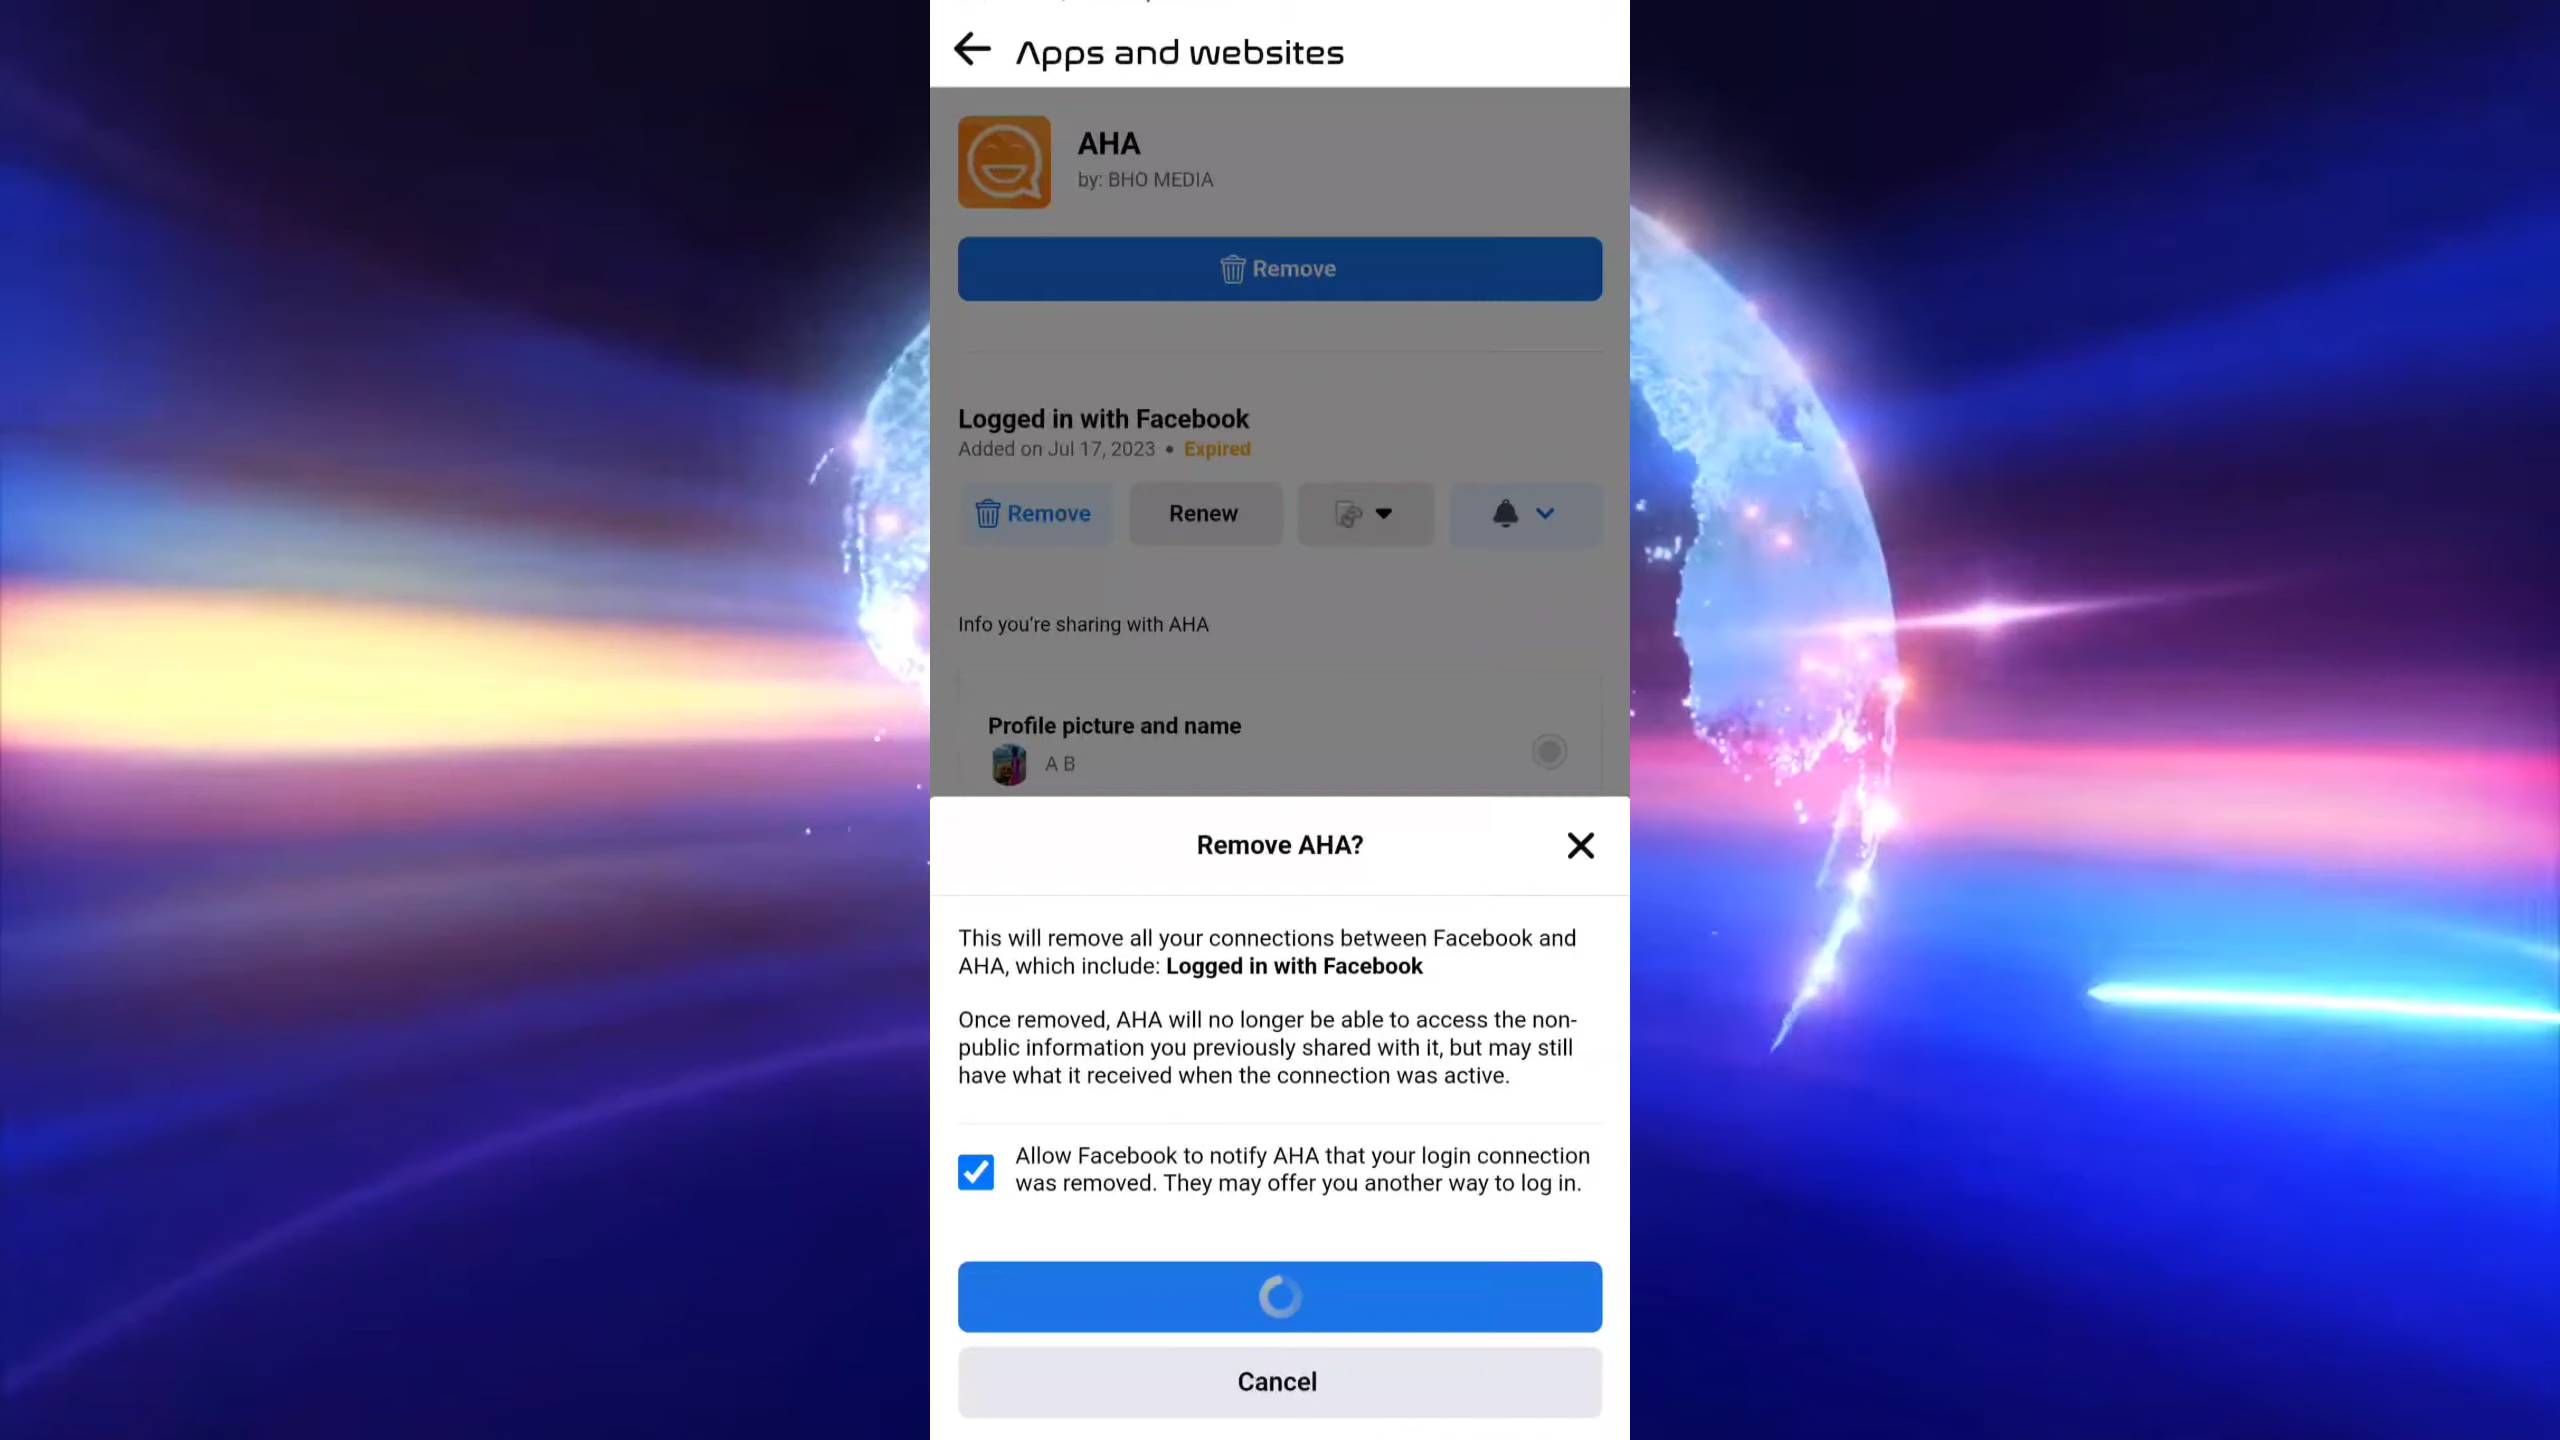 Apps and websites
AHA
by: BHO MEDIA
Remove
Logged in with Facebook
Added on Jul 17, 2023 • Expired
Remove
Renew
Info you're sharing with AHA
Profile picture and name
A B
Remove AHA?
This will remove all your connections between Facebook and
AHA, which include: Logged in with Facebook
Once removed, AHA will no longer be able to access the non-
public information you previously shared with it, but may still
have what it received when the connection was active.
Allow Facebook to notify AHA that your login connection
was removed. They may offer you another way to log in.
Cancel